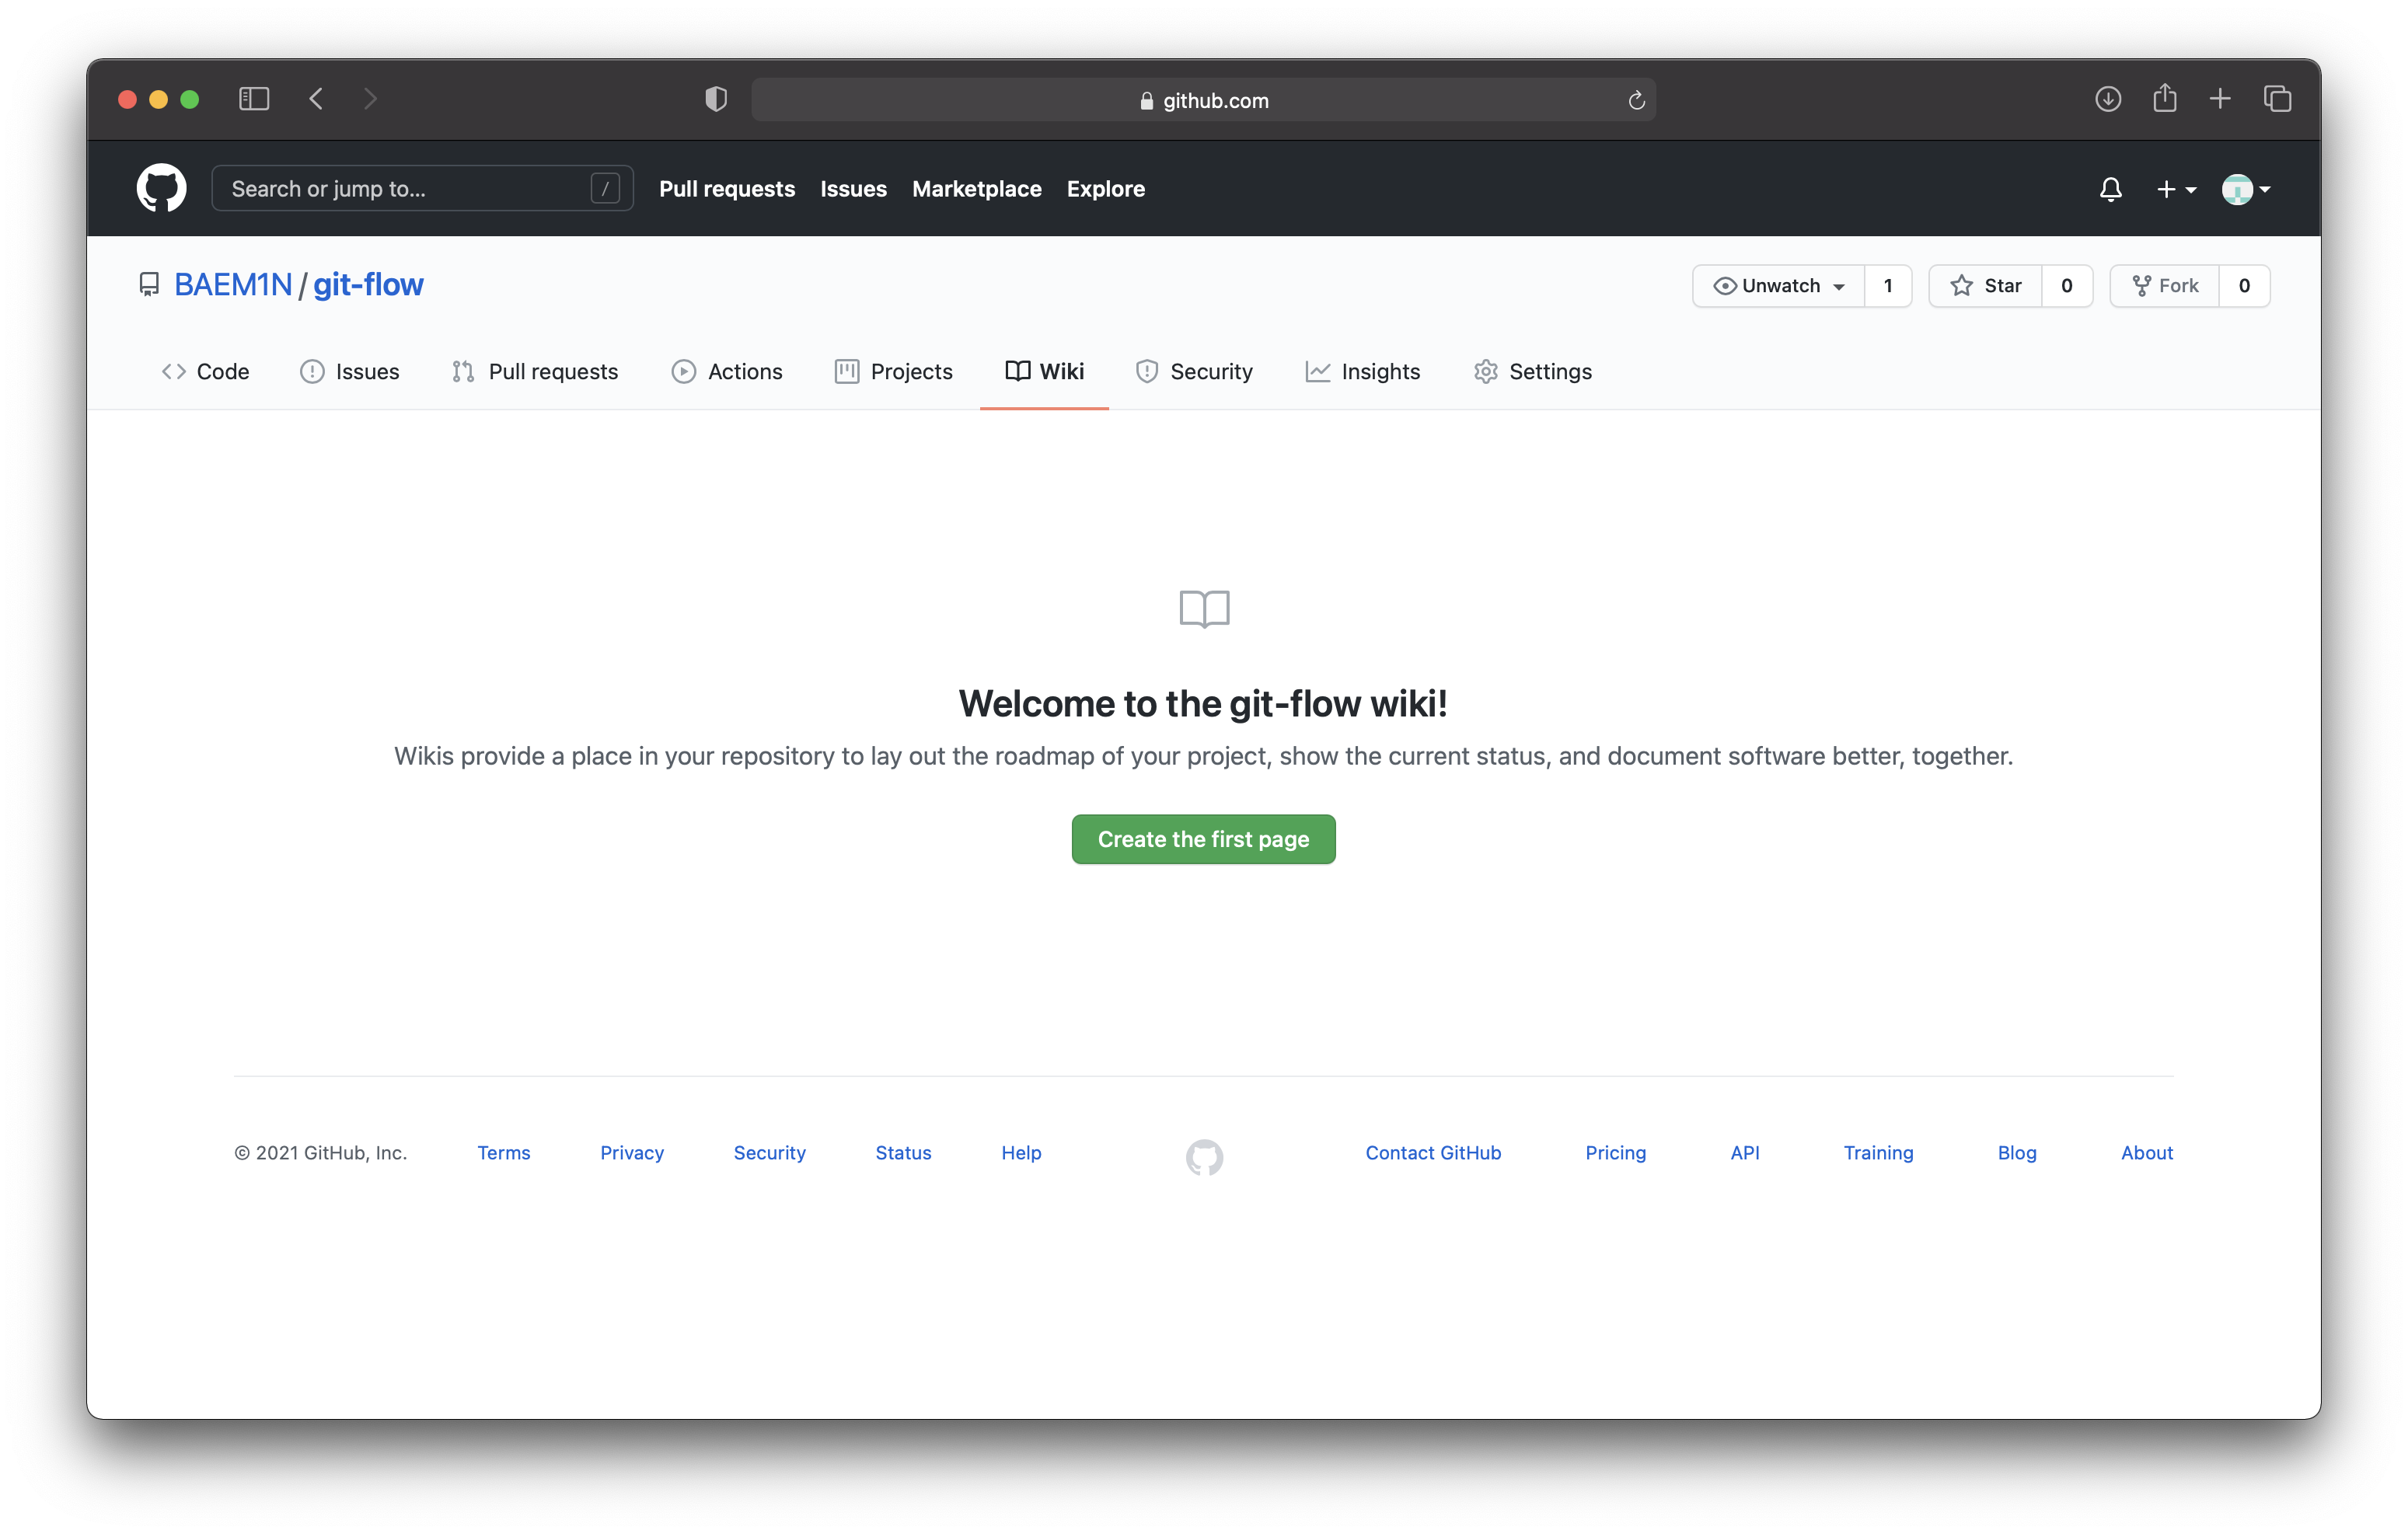 github.com
Search or jump to... /
Pull requests Issues Marketplace Explore
BAEM1N / git-flow
Unwatch 1 Star 0 Fork 0
Code Issues Pull requests Actions Projects Wiki Security Insights Settings
Welcome to the git-flow wiki!
Wikis provide a place in your repository to lay out the roadmap of your project, show the current status, and document software better, together.
Create the first page
© 2021 GitHub, Inc. Terms Privacy Security Status Help Contact GitHub Pricing API Training Blog About